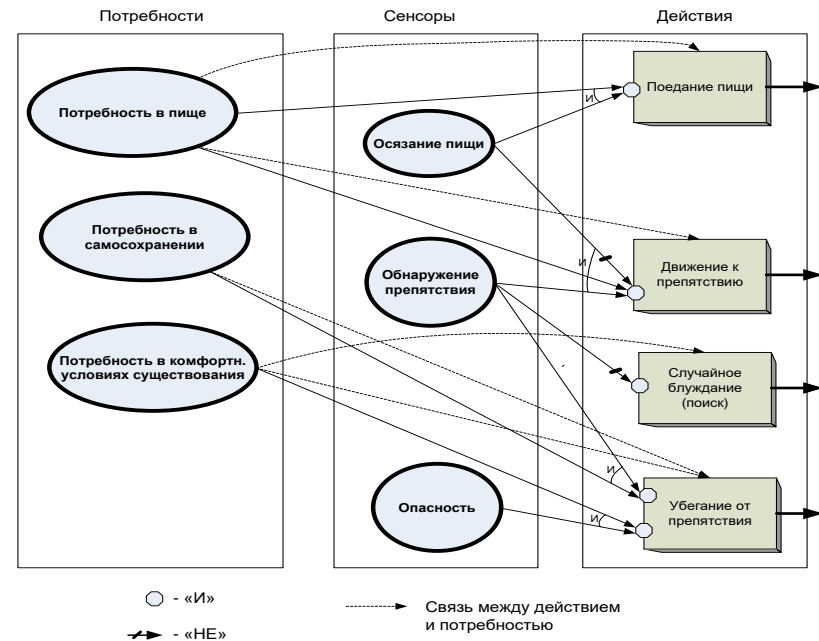 Потребности
Сенсоры
Действия
Потребность в пище
Поедание пищи
И
Осязание пищи
Потребность в
самосохранении
И
Обнаружение
препятствия
Движение к
препятствию
Потребность в комфортн.
условиях существования
Случайное
блуждание
(поиск)
И
Опасность
И
Убегание от
препятствия
- «И»
- «НЕ»
Связь между действием
и потребностью